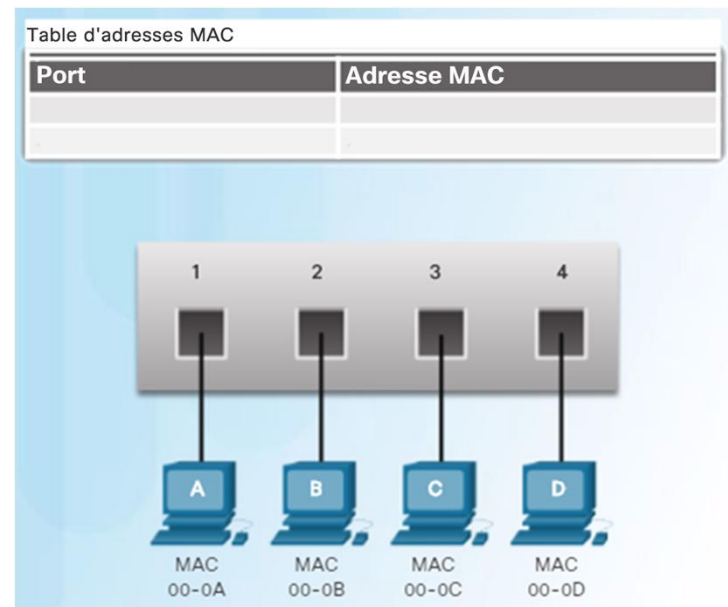 Table d'adresses MAC
Port Adresse MAC
1 2 3 4
A B C D
MAC MAC MAC MAC
00-0A 00-0B 00-0C 00-0D